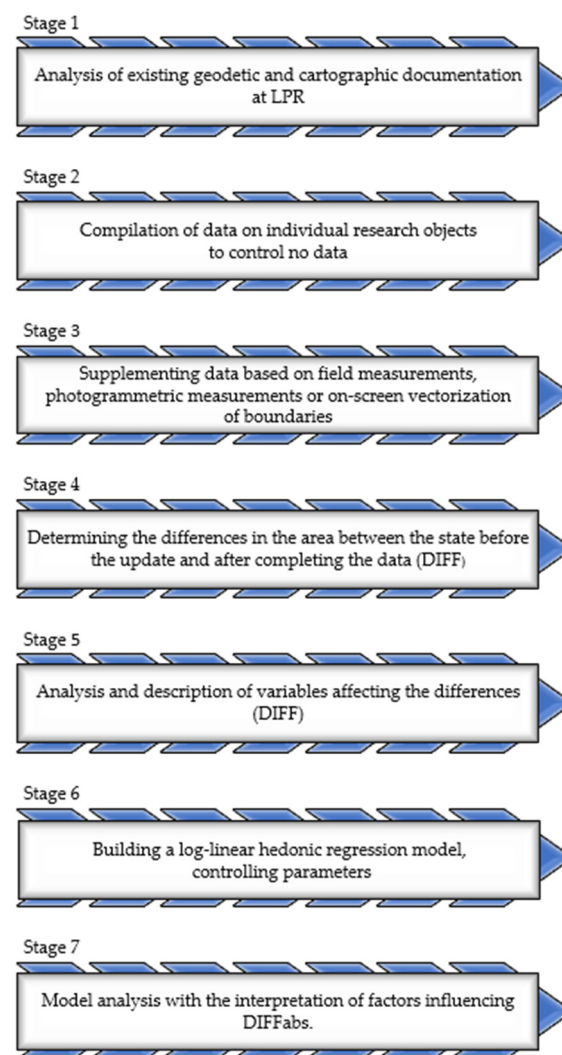 Stage 1
Analysis of existing geodetic and cartographic documentation
at LPR
Stage 2
Compilation of data on individual research objects
to control no data
Stage 3
Supplementing data based on field measurements,
photogrammetric measurements or on-screen vectorization
of boundaries
Stage 4
Determining the differences in the area between the state before
the update and after completing the data (DIFF)
Stage 5
Analysis and description of variables affecting the differences
(DIFF)
Stage 6
Building a log-linear hedonic regression model,
controlling parameters
Stage 7
Model analysis with the interpretation of factors influencing
DIFFabs.